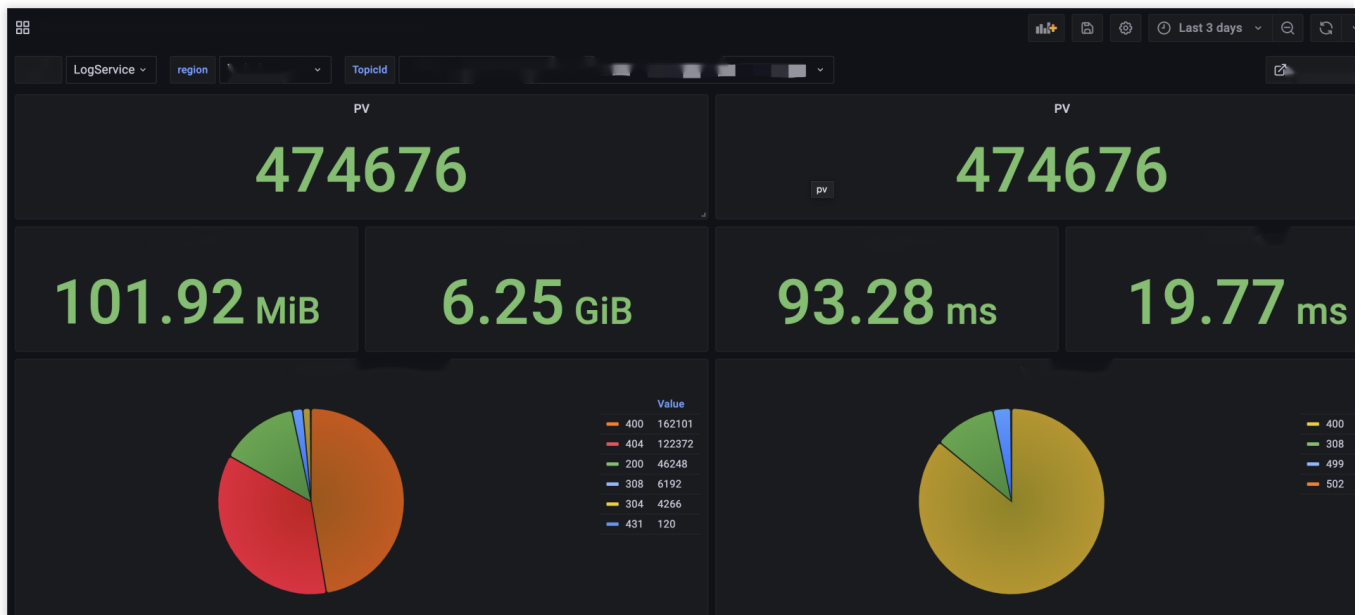 Last 3 days
LogService
region
TopicId
PV
474676
PV
474676
pv
101.92 MiB
6.25 GiB
93.28 ms
19.77 ms
Value
400 162101
404 122372
200 46248
308 6192
304 4266
431 120
400
308
499
502